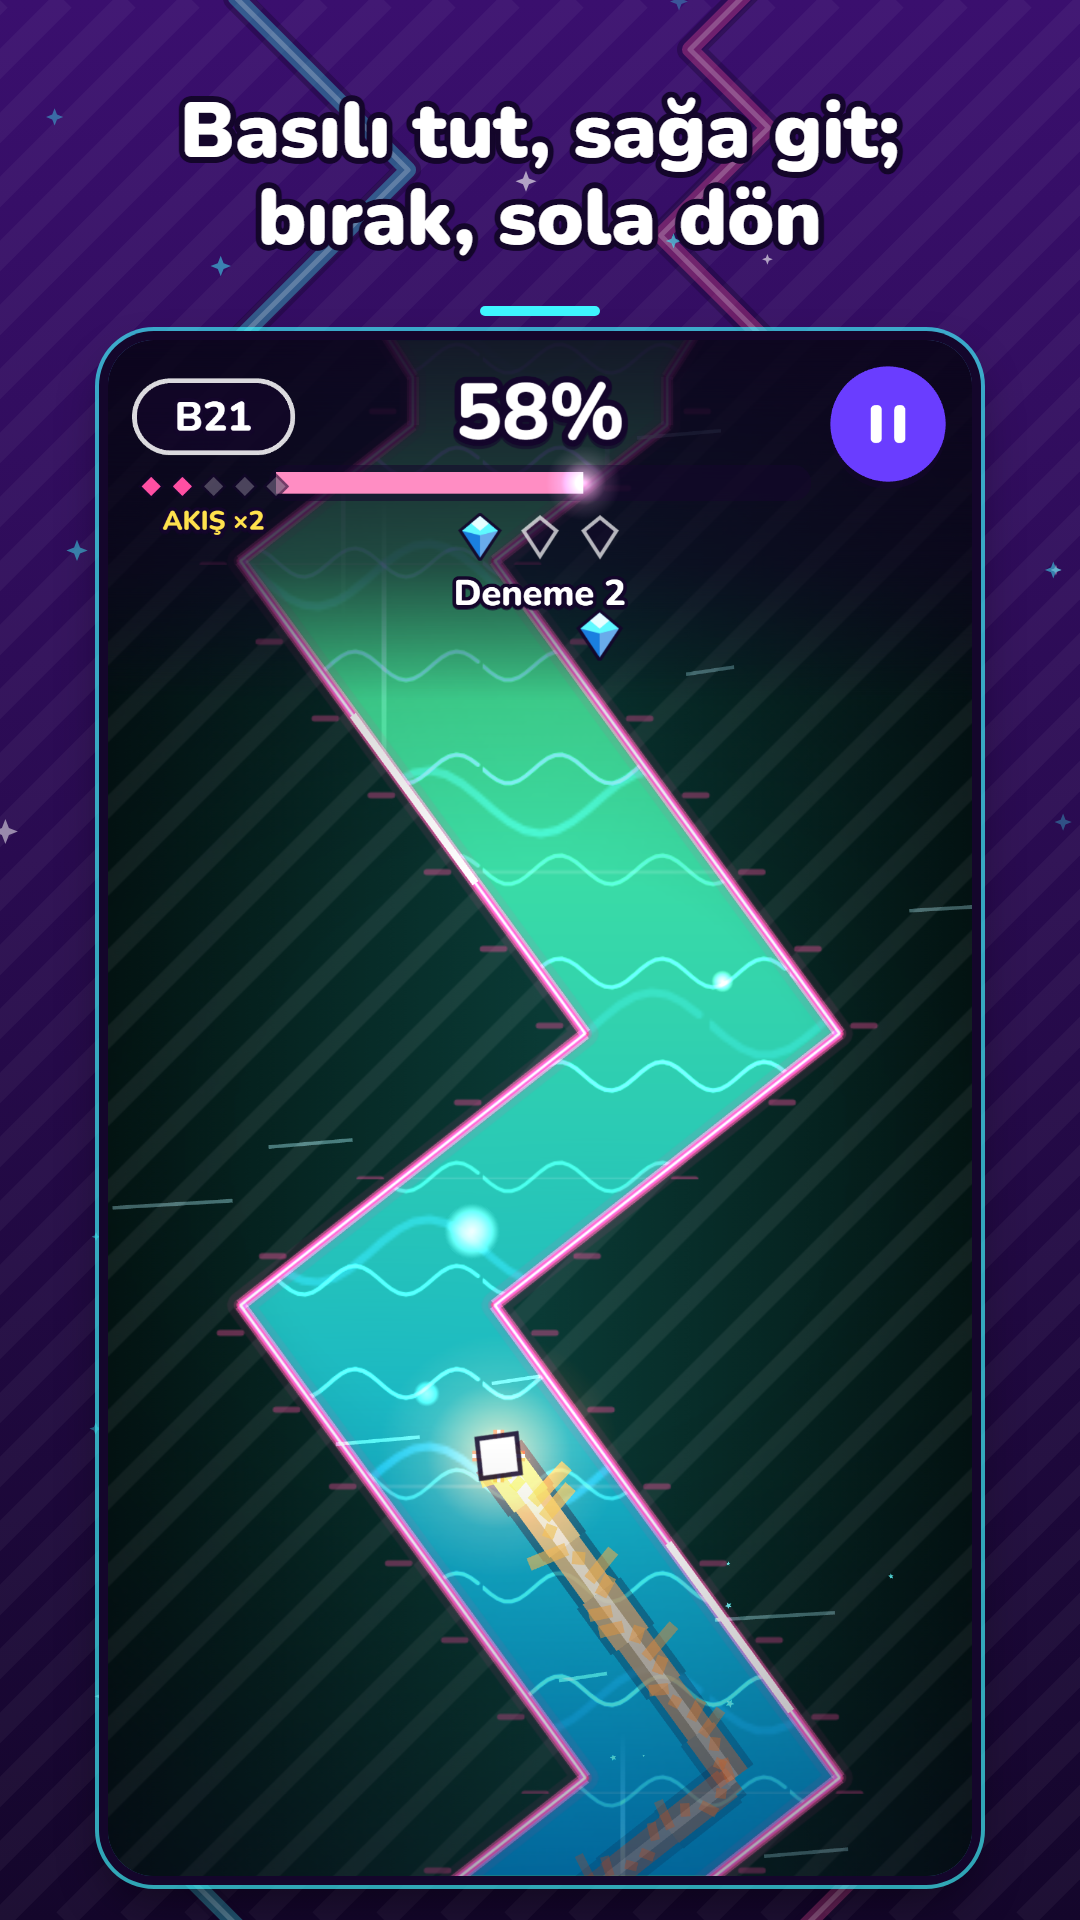 Basılı tut, sağa git;
bırak, sola dön
B21
58%
AKIŞ ×2
Deneme 2